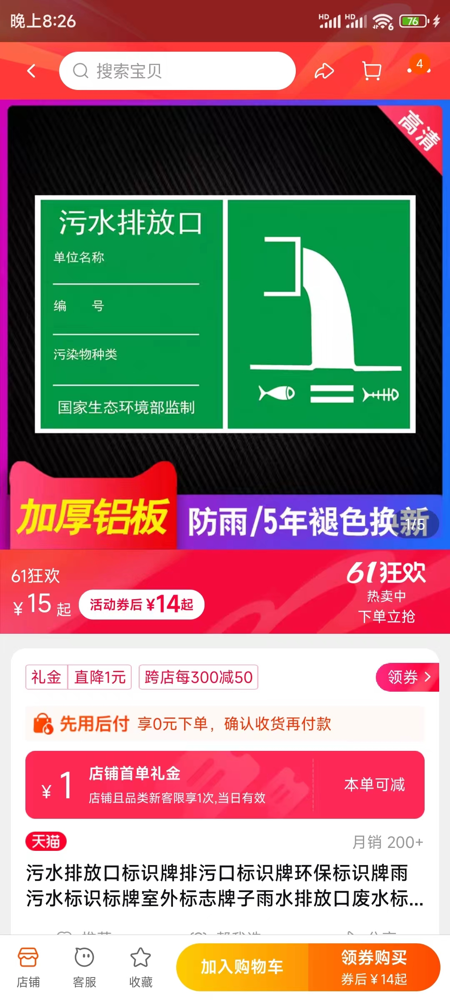 晚上8:26
HD
HD
6
76
搜索宝贝
4
高清
污水排放口
单位名称
编 号
污染物种类
国家生态环境部监制
加厚铝板
防雨/5年褪色换新
1/5
61狂欢
¥15起
活动券后¥14起
61狂欢
热卖中
下单立抢
礼金 直降1元
跨店每300减50
领券
先用后付 享0元下单，确认收货再付款
¥1
店铺首单礼金
店铺且品类新客限享1次,当日有效
本单可减
天猫
月销 200+
污水排放口标识牌排污口标识牌环保标识牌雨
污水标识标牌室外标志牌子雨水排放口废水标...
店铺
客服
收藏
加入购物车
领券购买
券后¥14起